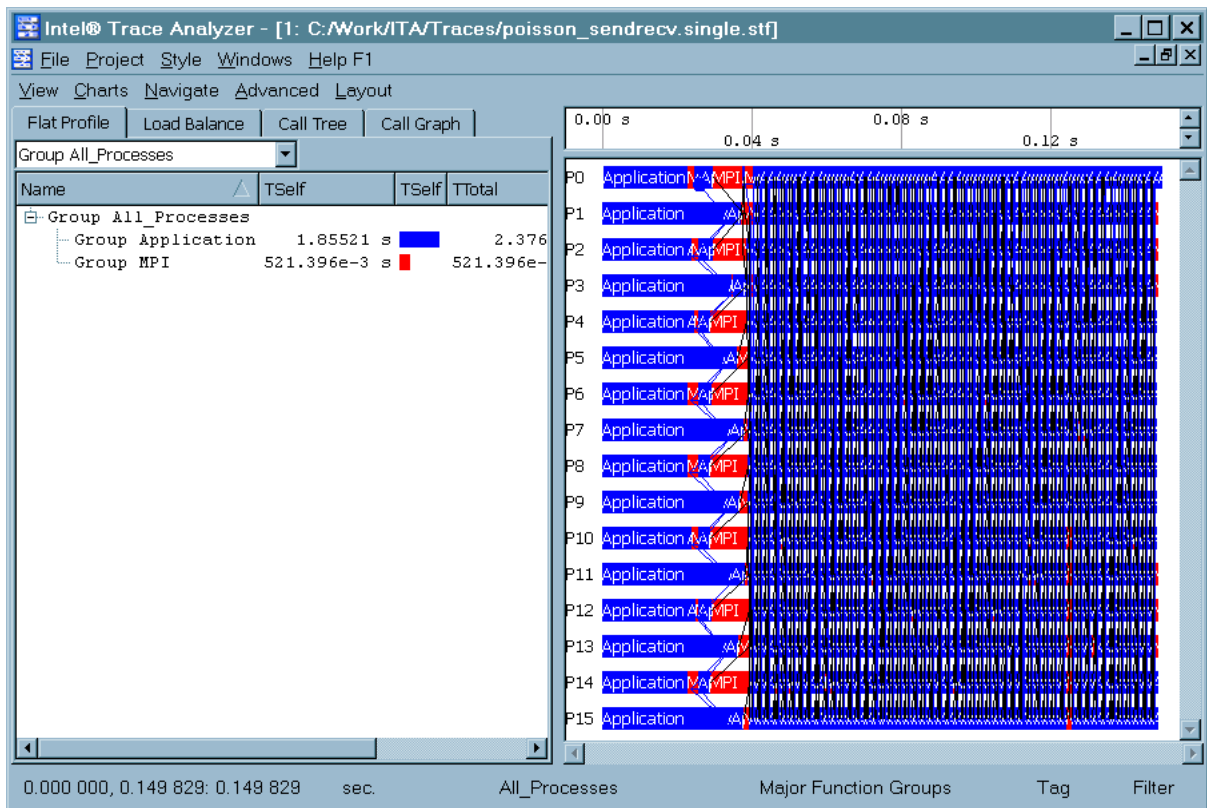 Intel® Trace Analyzer - [1: C:/Work/ITA/Traces/poisson_sendrecv.single.stf]
File Project Style Windows Help F1
View Charts Navigate Advanced Layout
Flat Profile Load Balance Call Tree Call Graph
Group All_Processes
Name TSelf TSelf TTotal
Group All_Processes
Group Application 1.85521 s 2.376
Group MPI 521.396e-3 s 521.396e-
0.00 s 0.08 s
0.04 s 0.12 s
P0 Application MPI
P1 Application
P2 Application MPI
P3 Application
P4 Application MPI
P5 Application
P6 Application MPI
P7 Application
P8 Application MPI
P9 Application
P10 Application MPI
P11 Application
P12 Application MPI
P13 Application
P14 Application MPI
P15 Application
0.000 000, 0.149 829: 0.149 829 sec. All_Processes Major Function Groups Tag Filter